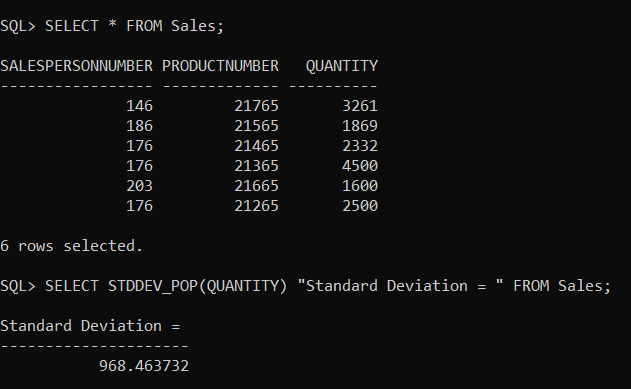 SQL> SELECT * FROM Sales;
SALESPERSONNUMBER PRODUCTNUMBER   QUANTITY
----------------- ------------- ----------
              146         21765       3261
              186         21565       1869
              176         21465       2332
              176         21365       4500
              203         21665       1600
              176         21265       2500
6 rows selected.
SQL> SELECT STDDEV_POP(QUANTITY) "Standard Deviation = " FROM Sales;
Standard Deviation =
---------------------
           968.463732